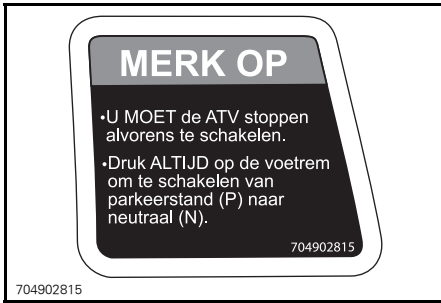 MERK OP
•U MOET de ATV stoppen
alvorens te schakelen.
•Druk ALTIJD op de voetrem
om te schakelen van
parkeerstand (P) naar
neutraal (N).
704902815
704902815